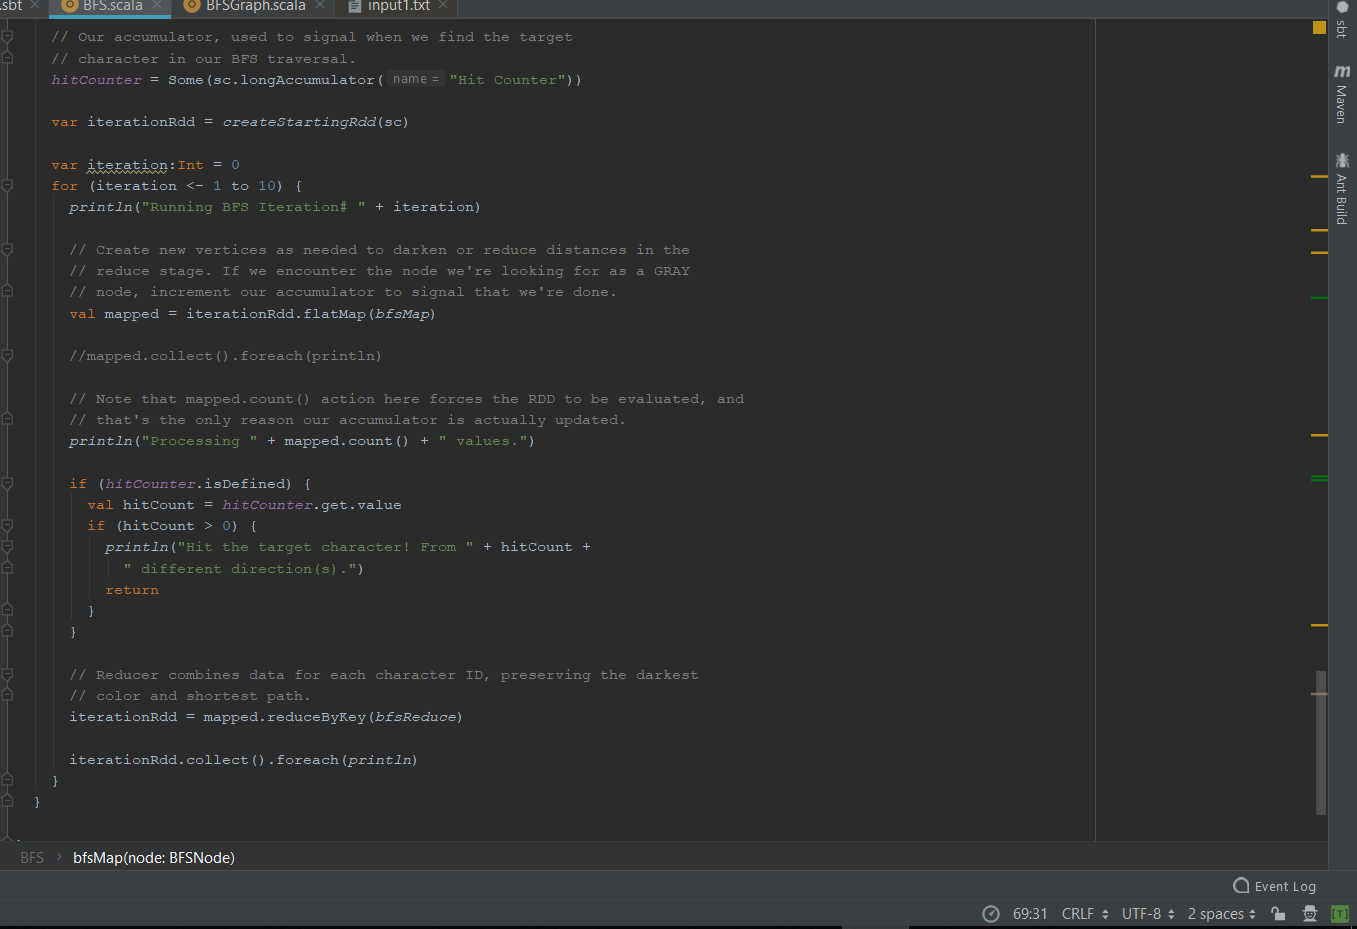 .sbt
BFS.scala
BFSGraph.scala
input1.txt
// Our accumulator, used to signal when we find the target
// character in our BFS traversal.
hitCounter = Some(sc.longAccumulator( name = "Hit Counter"))
var iterationRdd = createStartingRdd(sc)
var iteration:Int = 0
for (iteration <- 1 to 10) {
println("Running BFS Iteration# " + iteration)
// Create new vertices as needed to darken or reduce distances in the
// reduce stage. If we encounter the node we're looking for as a GRAY
// node, increment our accumulator to signal that we're done.
val mapped = iterationRdd.flatMap(bfsMap)
//mapped.collect().foreach(println)
// Note that mapped.count() action here forces the RDD to be evaluated, and
// that's the only reason our accumulator is actually updated.
println("Processing " + mapped.count() + " values.")
if (hitCounter.isDefined) {
val hitCount = hitCounter.get.value
if (hitCount > 0) {
println("Hit the target character! From " + hitCount +
" different direction(s).")
return
}
}
// Reducer combines data for each character ID, preserving the darkest
// color and shortest path.
iterationRdd = mapped.reduceByKey(bfsReduce)
iterationRdd.collect().foreach(println)
}
}
sbt
m Maven
Ant Build
BFS › bfsMap(node: BFSNode)
Event Log
69:31 CRLF UTF-8 2 spaces [T]